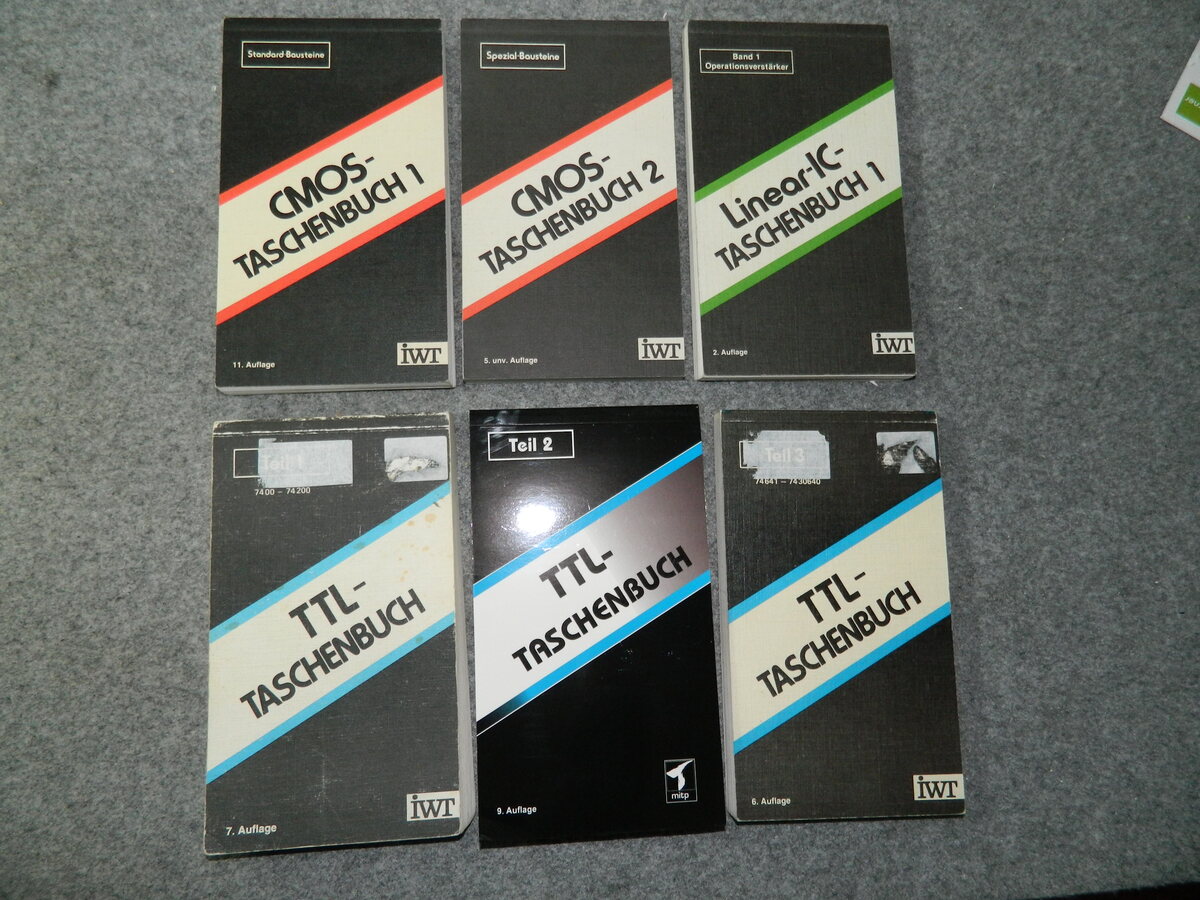 Standard-Bausteine
CMOS-
TASCHENBUCH 1
11. Auflage
iWT
Spezial-Bausteine
CMOS-
TASCHENBUCH 2
5. unv. Auflage
iWT
Band 1
Operationsverstärker
Linear-IC-
TASCHENBUCH 1
2. Auflage
iWT
Teil 1
7400 – 74200
TTL-
TASCHENBUCH
7. Auflage
iWT
Teil 2
TTL-
TASCHENBUCH
9. Auflage
mitp
Teil 3
74641 – 7430640
TTL-
TASCHENBUCH
6. Auflage
iWT